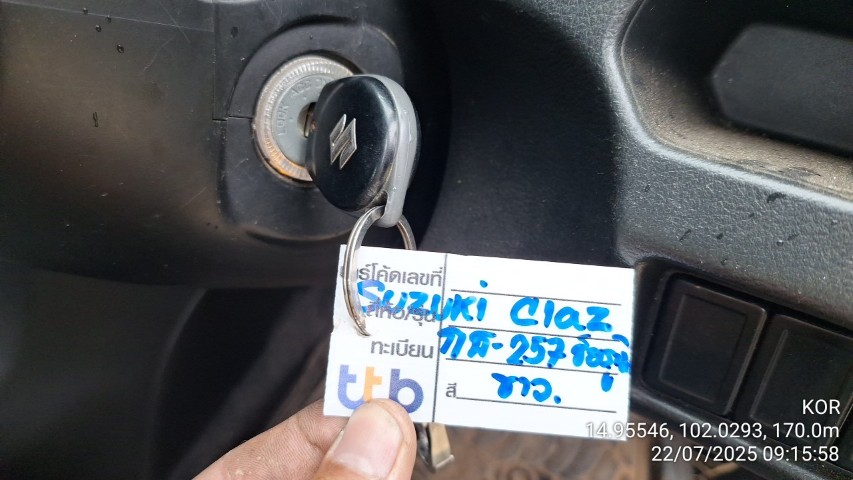 LOCK
ร์โค้ดเลขที่
Suzuki Ciaz
ทะเบียน
-257 ชัยภูมิ
ttb
สี ขาว.
KOR
14.95546, 102.0293, 170.0m
22/07/2025 09:15:58